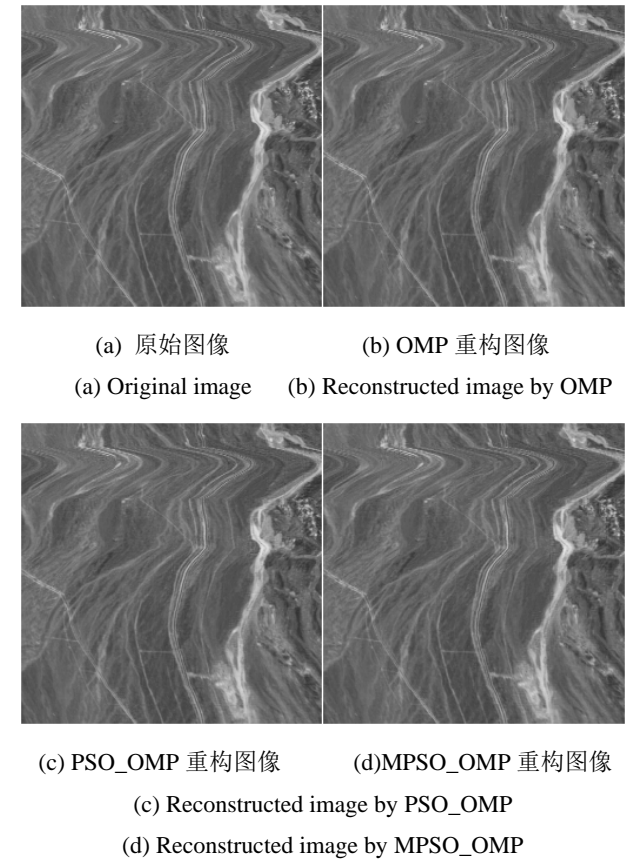 (a) 原始图像 (b) OMP 重构图像
(a) Original image (b) Reconstructed image by OMP
(c) PSO_OMP 重构图像 (d)MPSO_OMP 重构图像
(c) Reconstructed image by PSO_OMP
(d) Reconstructed image by MPSO_OMP